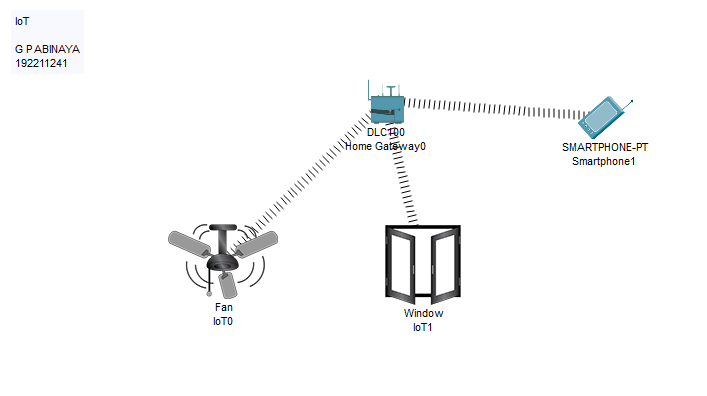 IoT
G P ABINAYA
192211241
DLC100
Home Gateway0
SMARTPHONE-PT
Smartphone1
Fan
IoT0
Window
IoT1